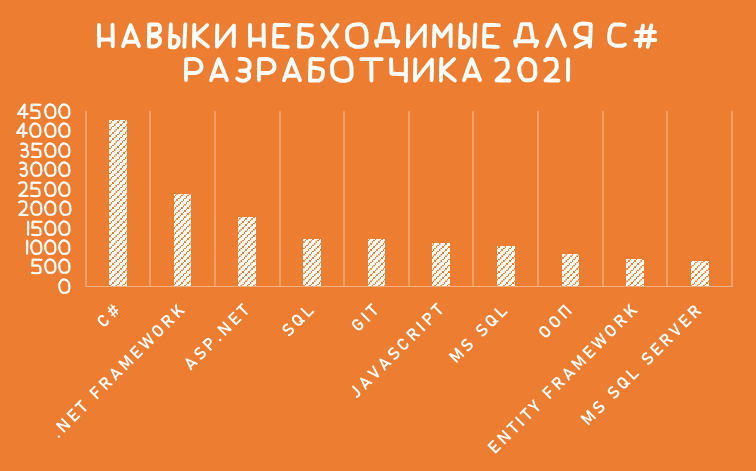 НАВЫКИ НЕБХОДИМЫЕ ДЛЯ C#
РАЗРАБОТЧИКА 2021
4500
4000
3500
3000
2500
2000
1500
1000
500
0
C#
.NET FRAMEWORK
ASP.NET
SQL
GIT
JAVASCRIPT
MS SQL
ООП
ENTITY FRAMEWORK
MS SQL SERVER